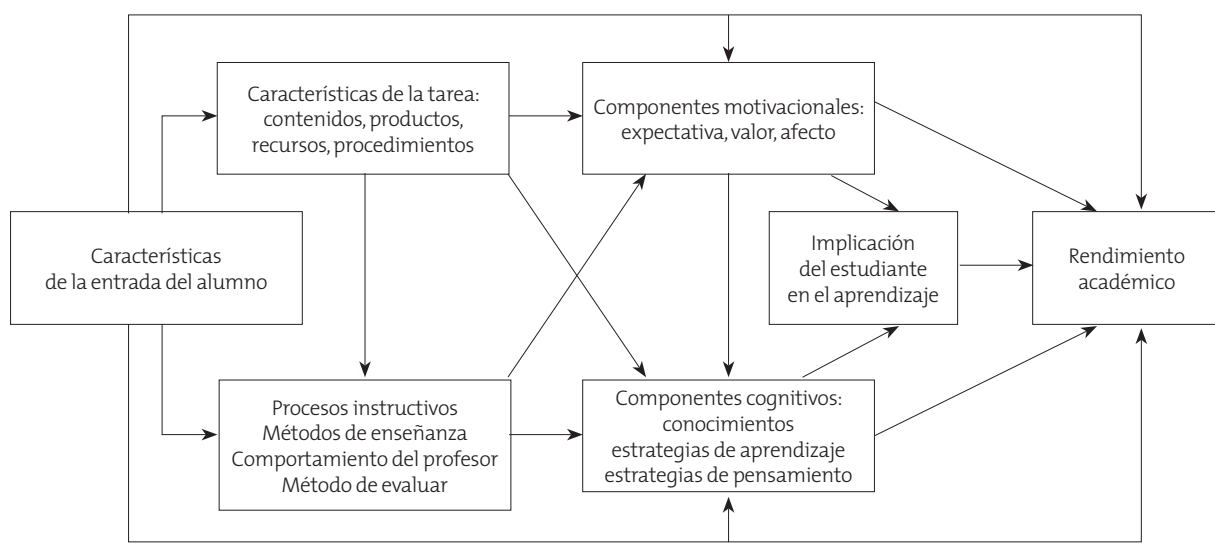 Características de la tarea:
contenidos, productos,
recursos, procedimientos
Componentes motivacionales:
expectativa, valor, afecto
Características
de la entrada del alumno
Implicación
del estudiante
en el aprendizaje
Rendimiento
académico
Procesos instructivos
Métodos de enseñanza
Comportamiento del profesor
Método de evaluar
Componentes cognitivos:
conocimientos
estrategias de aprendizaje
estrategias de pensamiento